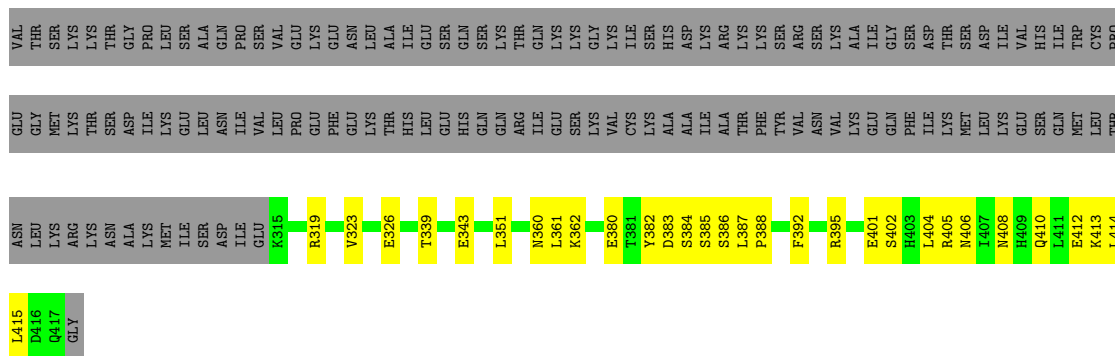 VAL THR SER LYS LYS THR GLY PRO LEU SER ALA GLN PRO SER VAL GLU LYS GLU ASN LEU ALA ILE GLU SER GLN SER LYS THR GLN LYS LYS GLY LYS ILE SER HIS ASP LYS ARG LYS LYS SER ARG SER LYS ALA ILE GLY SER ASP THR SER ASP ILE VAL HIS ILE TRP CYS PRO
GLU GLY MET LYS THR SER ASP ILE LYS GLU LEU ASN ILE VAL LEU PRO GLU PHE GLU LYS THR HIS LEU GLU HIS GLN GLN ARG ILE GLU SER LYS VAL CYS LYS ALA ALA ILE ALA THR PHE TYR VAL ASN VAL LYS GLU GLN PHE ILE LYS MET LEU LYS GLU SER GLN MET LEU THR
ASN LEU LYS ARG LYS ASN ALA LYS MET ILE SER ASP ILE GLU K315 R319 V323 E326 T339 E343 L351 N360 L361 K362 E380 T381 Y382 D383 S384 S385 S386 L387 P388 F392 R395 E401 S402 H403 L404 R405 N406 I407 N408 H409 Q410 L411 E412 K413 L414
L415 D416 Q417 GLY